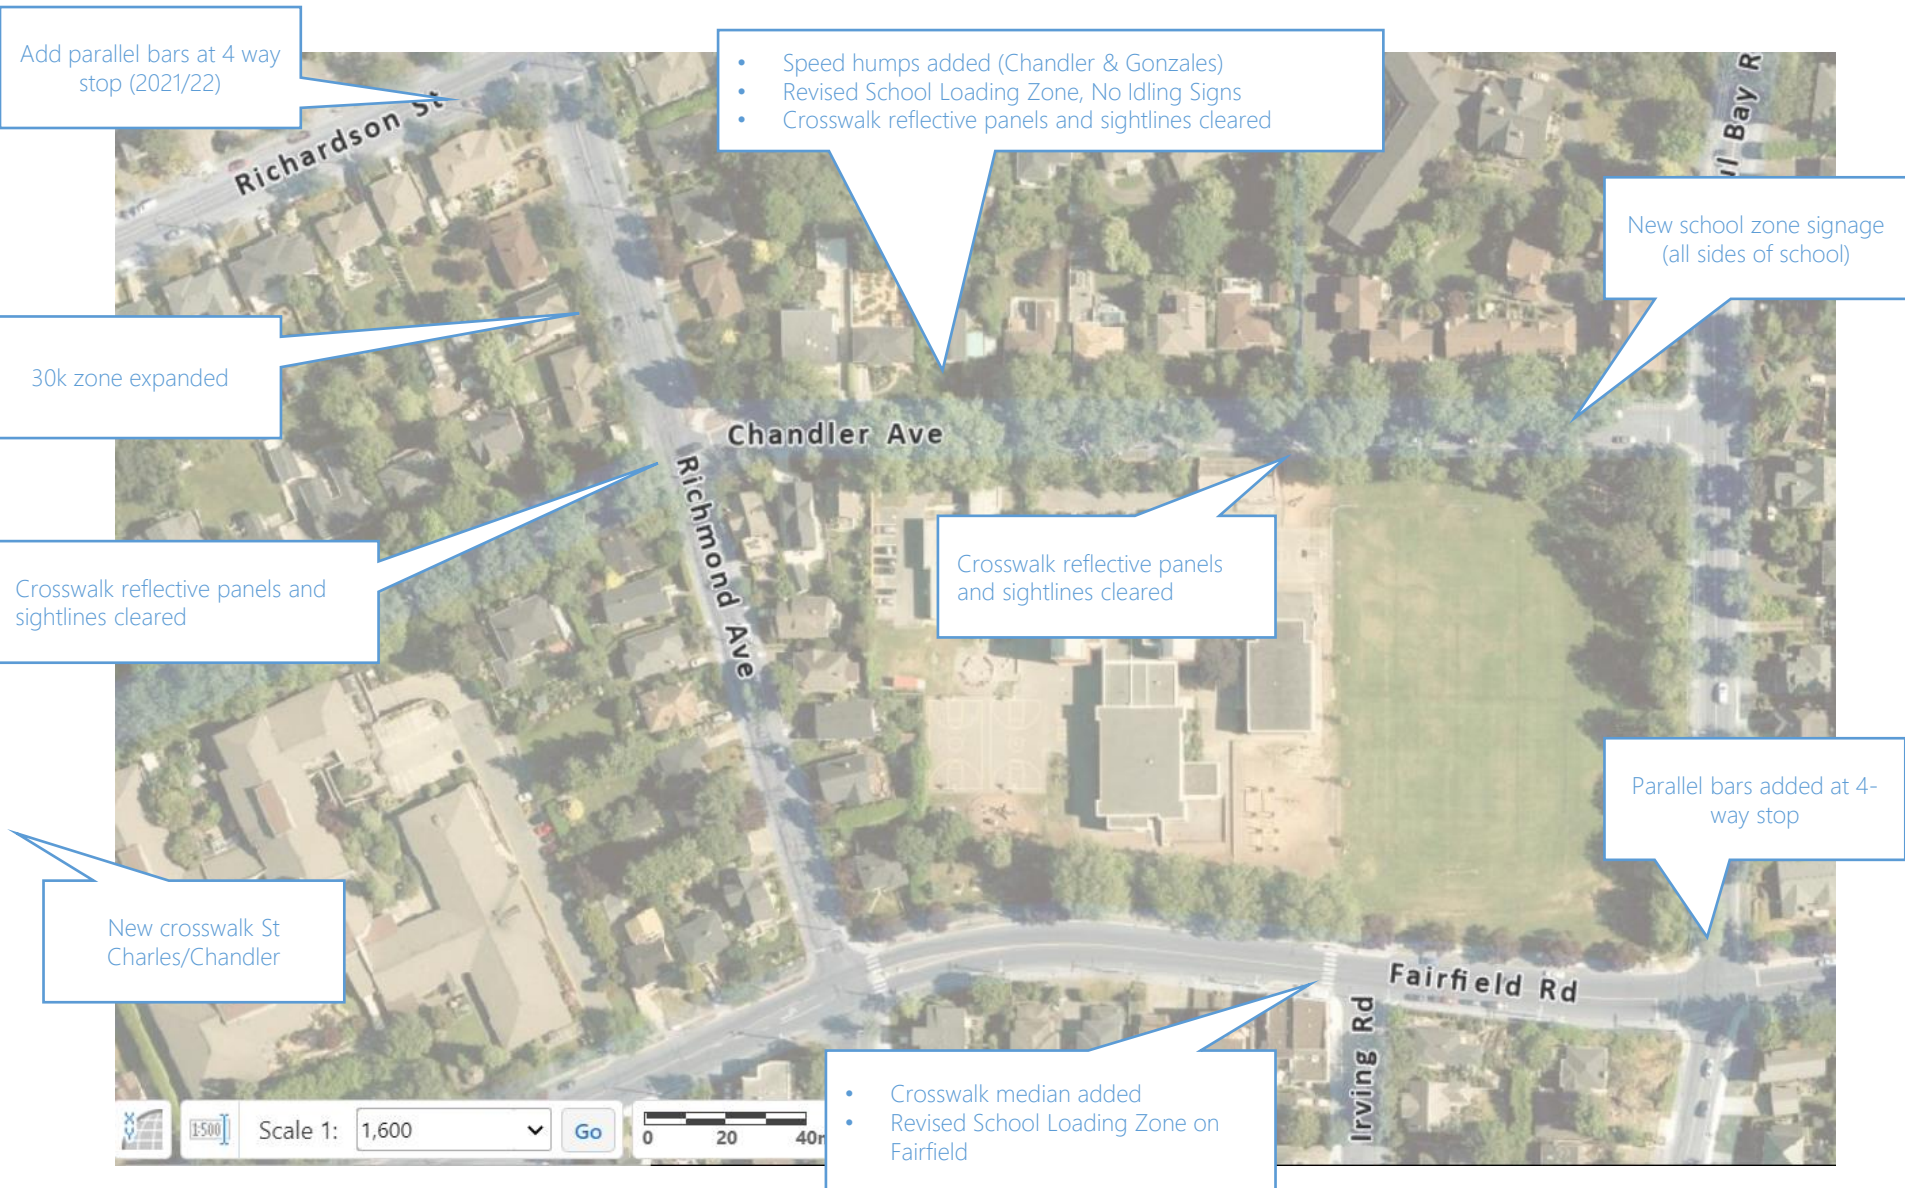 Add parallel bars at 4 way
stop (2021/22)
• Speed humps added (Chandler & Gonzales)
• Revised School Loading Zone, No Idling Signs
• Crosswalk reflective panels and sightlines cleared
Richardson St
ul Bay R
New school zone signage
(all sides of school)
30k zone expanded
Chandler Ave
Richmond Ave
Crosswalk reflective panels
and sightlines cleared
Crosswalk reflective panels and
sightlines cleared
Parallel bars added at 4-
way stop
New crosswalk St
Charles/Chandler
Fairfield Rd
Irving Rd
• Crosswalk median added
• Revised School Loading Zone on
Fairfield
X
Y
1:500
Scale 1: 1,600
Go
0 20 40m